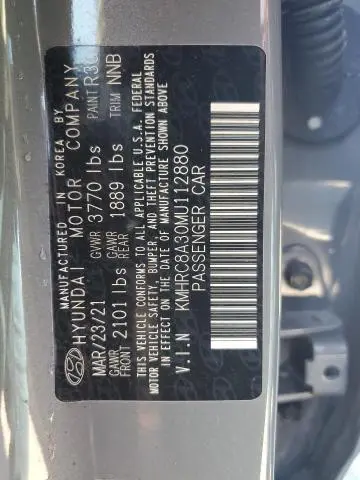 MANUFACTURED IN KOREA BY
HYUNDAI MOTOR COMPANY
MAR/23/21 GVWR 3770 lbs PAINT
GAWR FRONT 2101 lbs GAWR REAR 1889 lbs TRIM NNB
THIS VEHICLE CONFORMS TO ALL APPLICABLE U.S.A. FEDERAL
MOTOR VEHICLE SAFETY, BUMPER, AND THEFT PREVENTION STANDARDS
IN EFFECT ON THE DATE OF MANUFACTURE SHOWN ABOVE
V.I.N KMHRC8A30MU112880
PASSENGER CAR